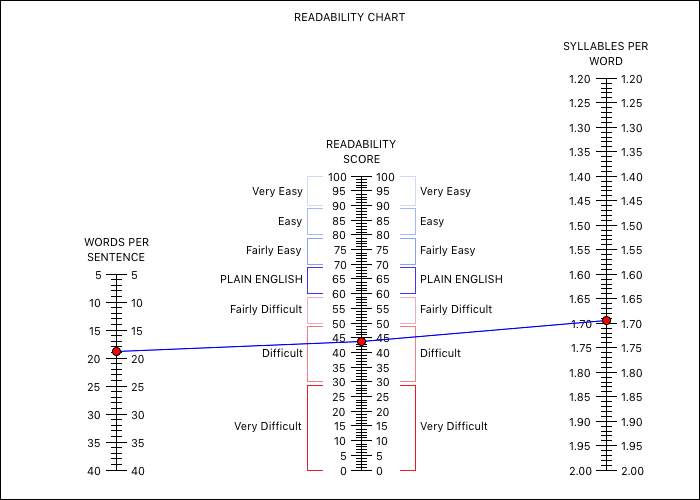 READABILITY CHART
SYLLABLES PER
WORD
1.20 1.20
1.25 1.25
1.30 1.30
1.35 1.35
READABILITY
SCORE
1.40 1.40
100 100
Very Easy 95 95 Very Easy
1.45 1.45
90 90
Easy 85 85 Easy
1.50 1.50
80 80
WORDS PER
SENTENCE
Fairly Easy 75 75 Fairly Easy
1.55 1.55
70 70
5 5
PLAIN ENGLISH 65 65 PLAIN ENGLISH
1.60 1.60
60 60
10 10
1.65 1.65
Fairly Difficult 55 55 Fairly Difficult
50 50
1.70 1.70
15 15
45 45
1.75 1.75
Difficult 40 40 Difficult
20 20
35 35
1.80 1.80
30 30
25 25
25 25
1.85 1.85
20 20
30 30
1.90 1.90
Very Difficult 15 15 Very Difficult
10 10
35 35
1.95 1.95
5 5
40 40
0 0
2.00 2.00